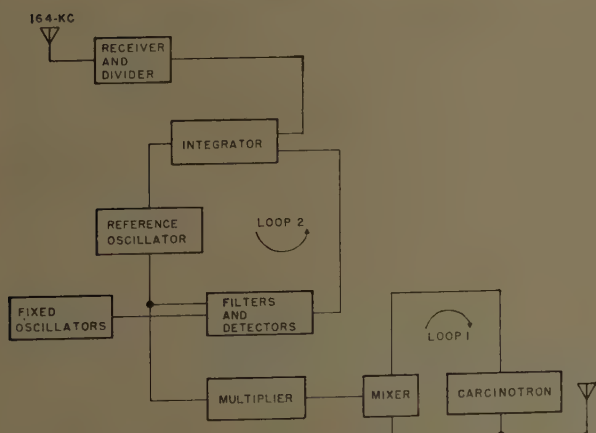 164-KC
RECEIVER
AND
DIVIDER
INTEGRATOR
REFERENCE
OSCILLATOR
LOOP 2
FIXED
OSCILLATORS
FILTERS
AND
DETECTORS
LOOP 1
MULTIPLIER
MIXER
CARCINOTRON